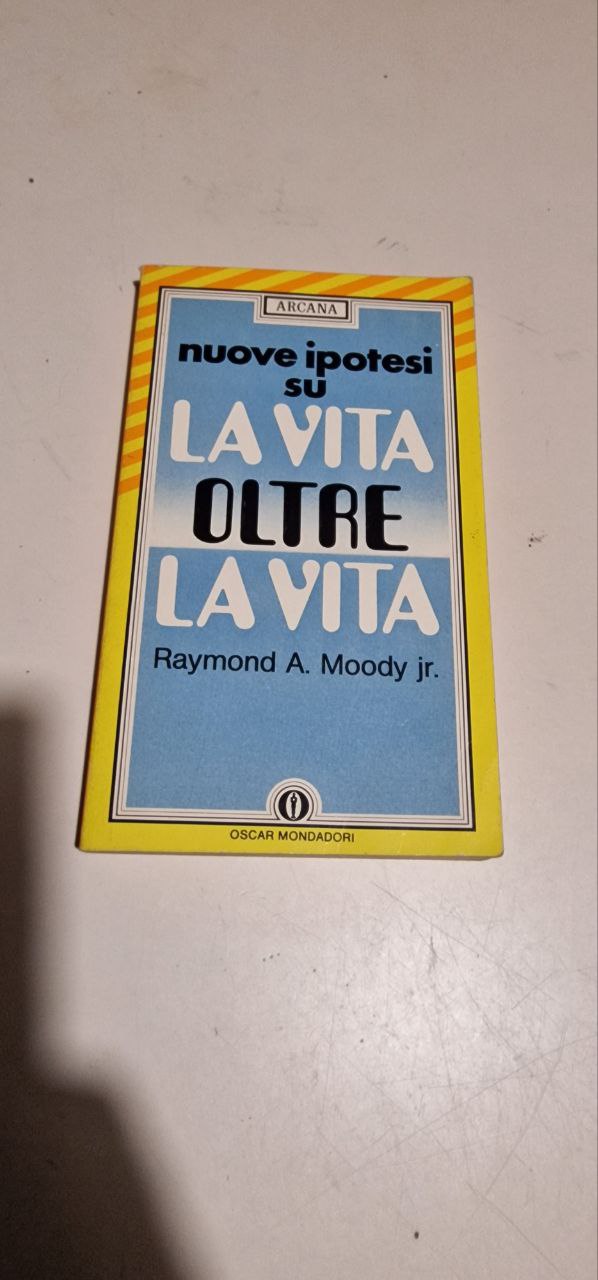 ARCANA
nuove ipotesi
su
LA VITA
OLTRE
LA VITA
Raymond A. Moody jr.
OSCAR MONDADORI